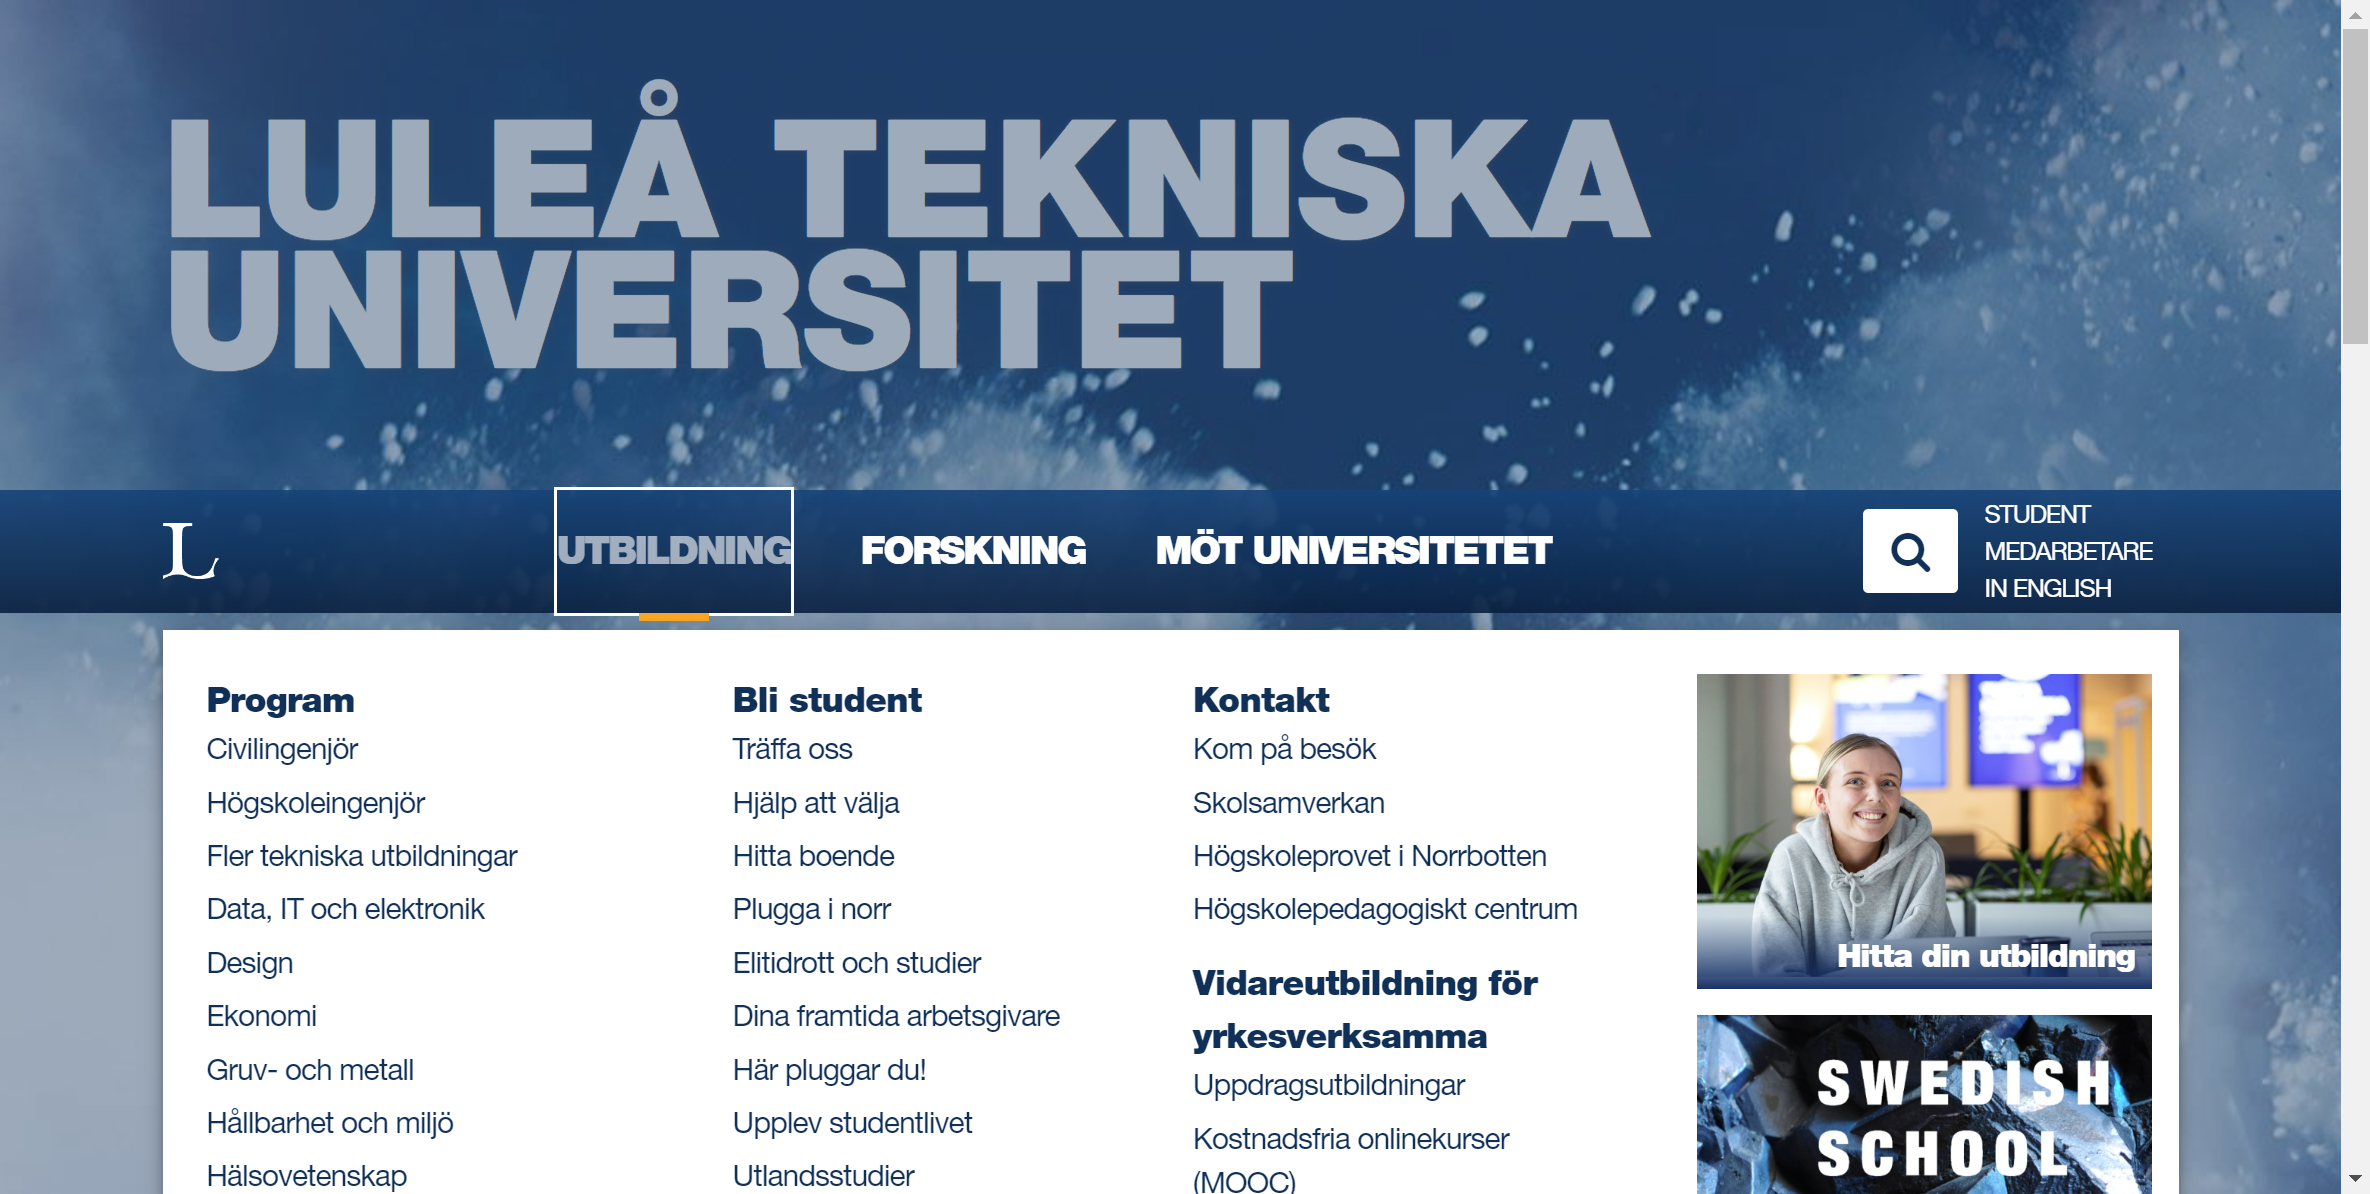 LULEÅ TEKNISKA
UNIVERSITET
L
UTBILDNING
FORSKNING
MÖT UNIVERSITETET
STUDENT
MEDARBETARE
IN ENGLISH
Program
Civilingenjör
Högskoleingenjör
Fler tekniska utbildningar
Data, IT och elektronik
Design
Ekonomi
Gruv- och metall
Hållbarhet och miljö
Hälsovetenskap
Bli student
Träffa oss
Hjälp att välja
Hitta boende
Plugga i norr
Elitidrott och studier
Dina framtida arbetsgivare
Här pluggar du!
Upplev studentlivet
Utlandsstudier
Kontakt
Kom på besök
Skolsamverkan
Högskoleprovet i Norrbotten
Högskolepedagogiskt centrum
Vidareutbildning för
yrkesverksamma
Uppdragsutbildningar
Kostnadsfria onlinekurser
(MOOC)
Hitta din utbildning
SWEDISH
SCHOOL